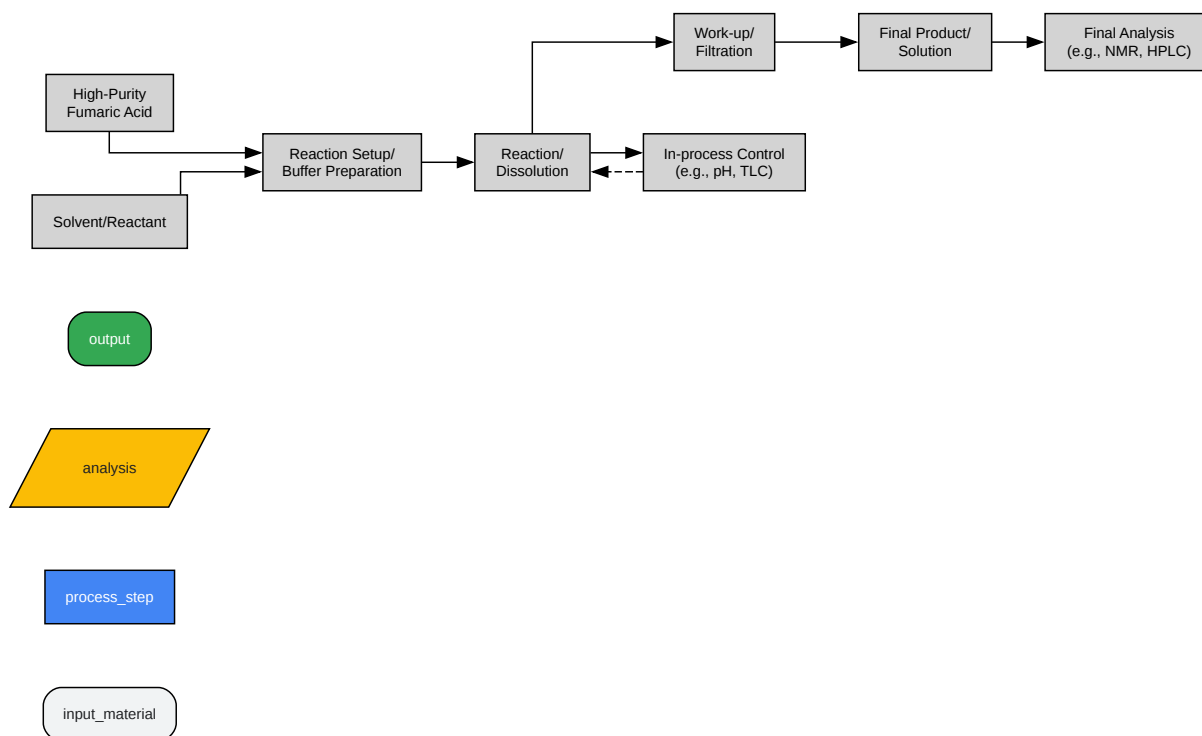 High-Purity
Fumaric Acid
Solvent/Reactant
Reaction Setup/
Buffer Preparation
Reaction/
Dissolution
In-process Control
(e.g., pH, TLC)
Work-up/
Filtration
Final Product/
Solution
Final Analysis
(e.g., NMR, HPLC)
output
analysis
process_step
input_material